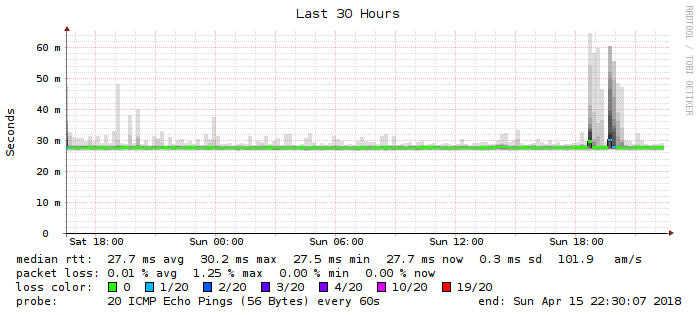 Last 30 Hours
RRDTOOL / TOBI OETIKER
Seconds
60 m
50 m
40 m
30 m
20 m
10 m
0
Sat 18:00 Sun 00:00 Sun 06:00 Sun 12:00 Sun 18:00
median rtt: 27.7 ms avg 30.2 ms max 27.5 ms min 27.7 ms now 0.3 ms sd 101.9 am/s
packet loss: 0.01 % avg 1.25 % max 0.00 % min 0.00 % now
loss color: 0 1/20 2/20 3/20 4/20 10/20 19/20
probe: 20 ICMP Echo Pings (56 Bytes) every 60s end: Sun Apr 15 22:30:07 2018